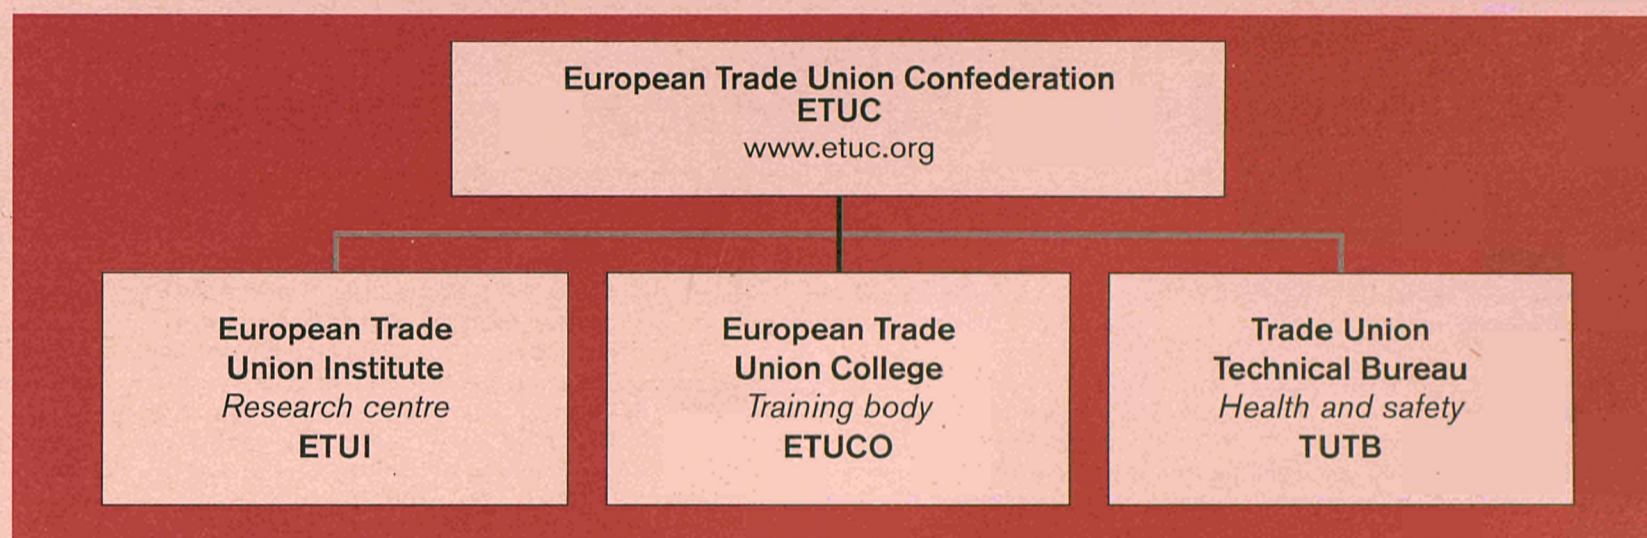 European Trade Union Confederation
ETUC
www.etuc.org
European Trade
Union Institute
Research centre
ETUI
European Trade
Union College
Training body
ETUCO
Trade Union
Technical Bureau
Health and safety
TUTB